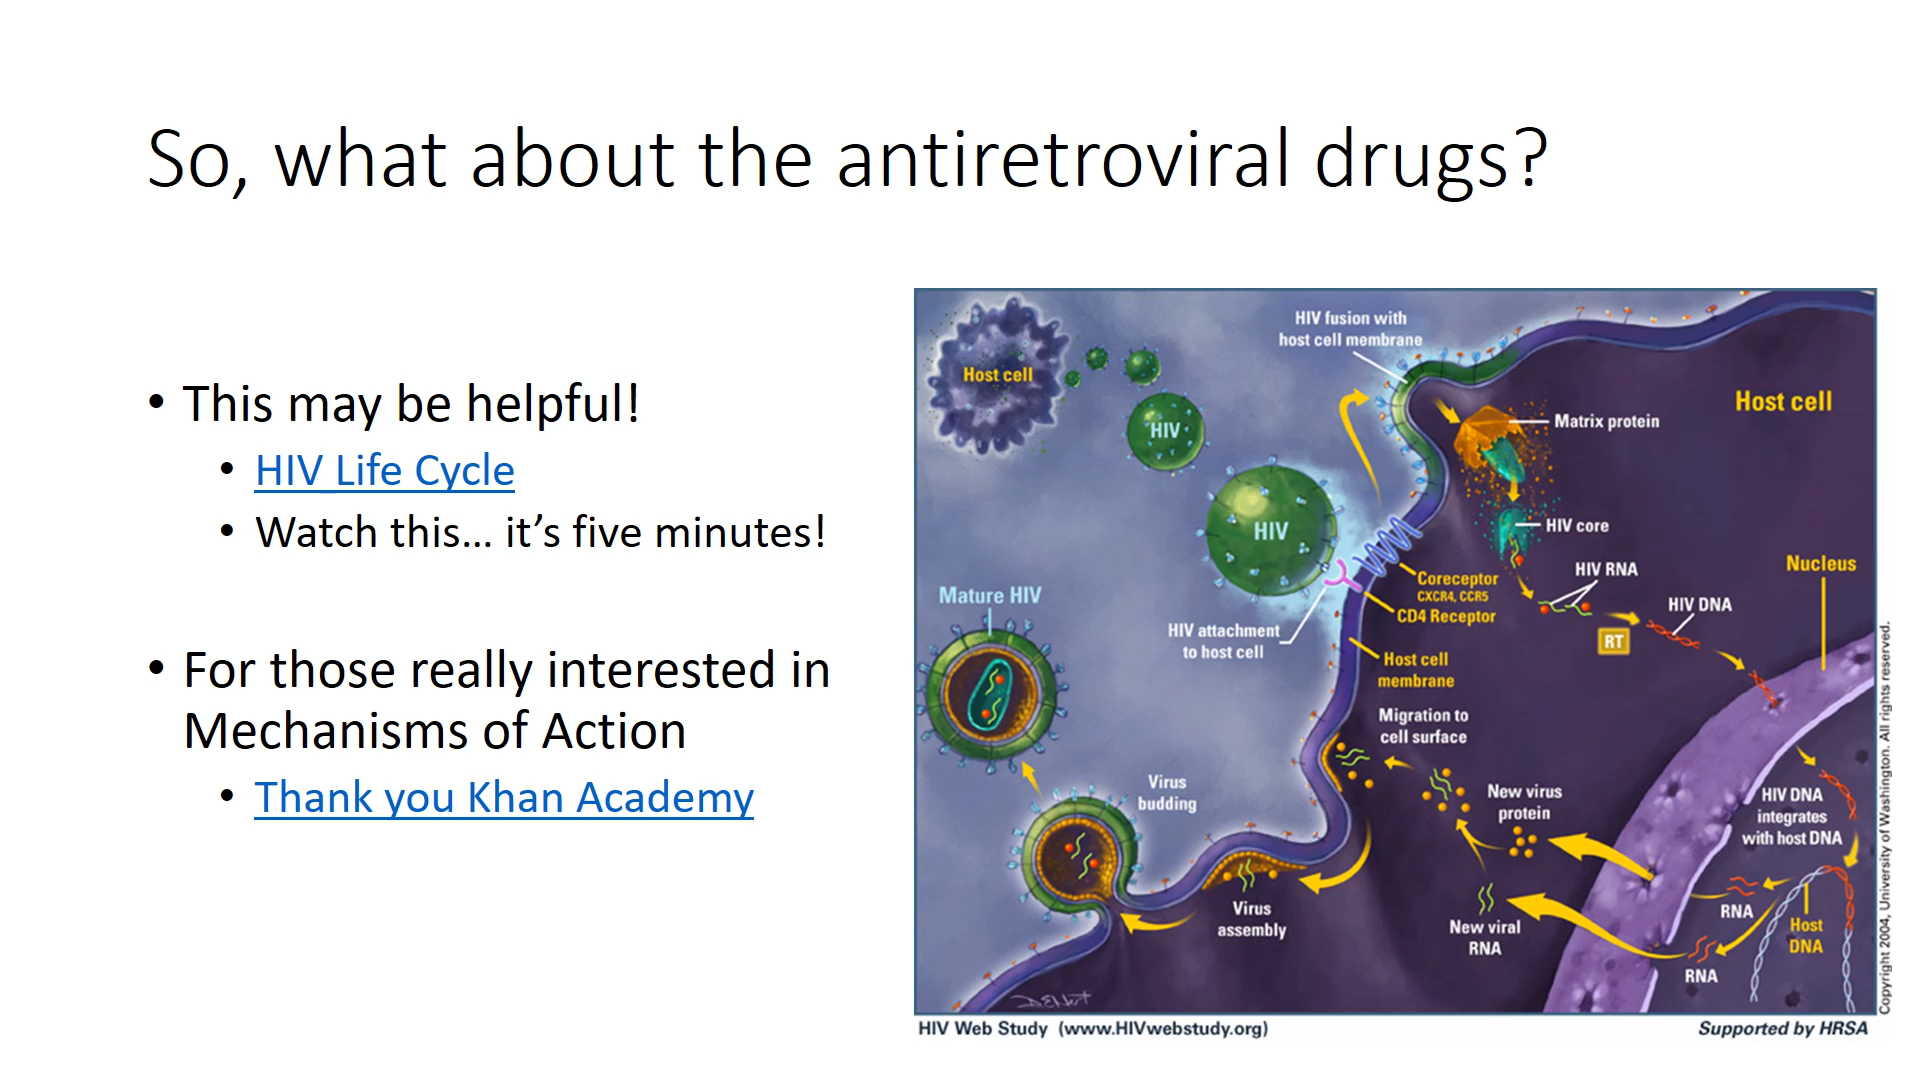 So, what about the antiretroviral drugs?
• This may be helpful!
• HIV Life Cycle
• Watch this... it’s five minutes!
• For those really interested in
Mechanisms of Action
• Thank you Khan Academy
Host cell
HIV
HIV
HIV fusion with
host cell membrane
Host cell
Matrix protein
HIV core
HIV RNA
Nucleus
HIV DNA
RT
Coreceptor
CXCR4, CCR5
CD4 Receptor
HIV attachment
to host cell
Host cell
membrane
Mature HIV
Migration to
cell surface
Virus
budding
New virus
protein
HIV DNA
integrates
with host DNA
Virus
assembly
New viral
RNA
RNA
Host
DNA
RNA
HIV Web Study (www.HIVwebstudy.org)
Supported by HRSA
Copyright 2004, University of Washington. All rights reserved.